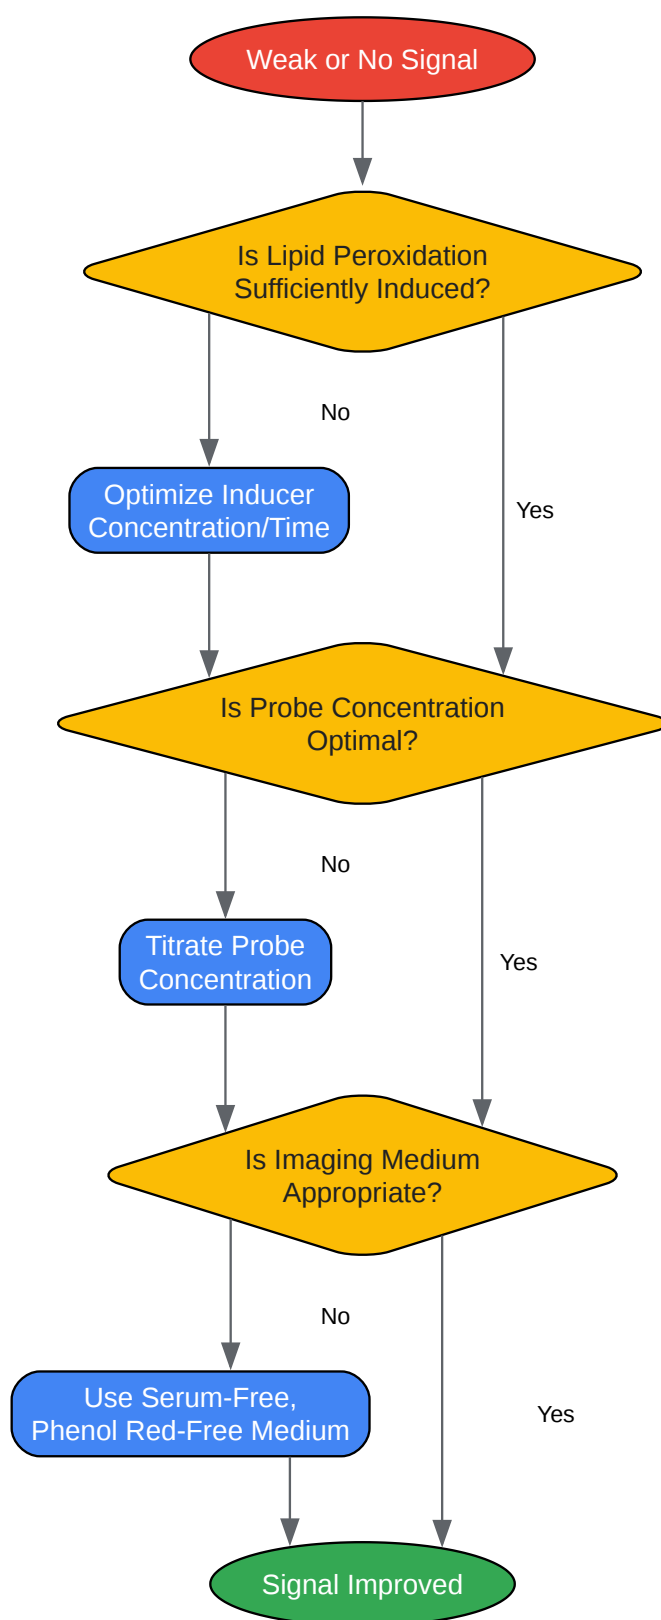 Weak or No Signal
Is Lipid Peroxidation
Sufficiently Induced?
No
Optimize Inducer
Concentration/Time
Yes
Is Probe Concentration
Optimal?
No
Titrate Probe
Concentration
Yes
Is Imaging Medium
Appropriate?
No
Use Serum-Free,
Phenol Red-Free Medium
Yes
Signal Improved